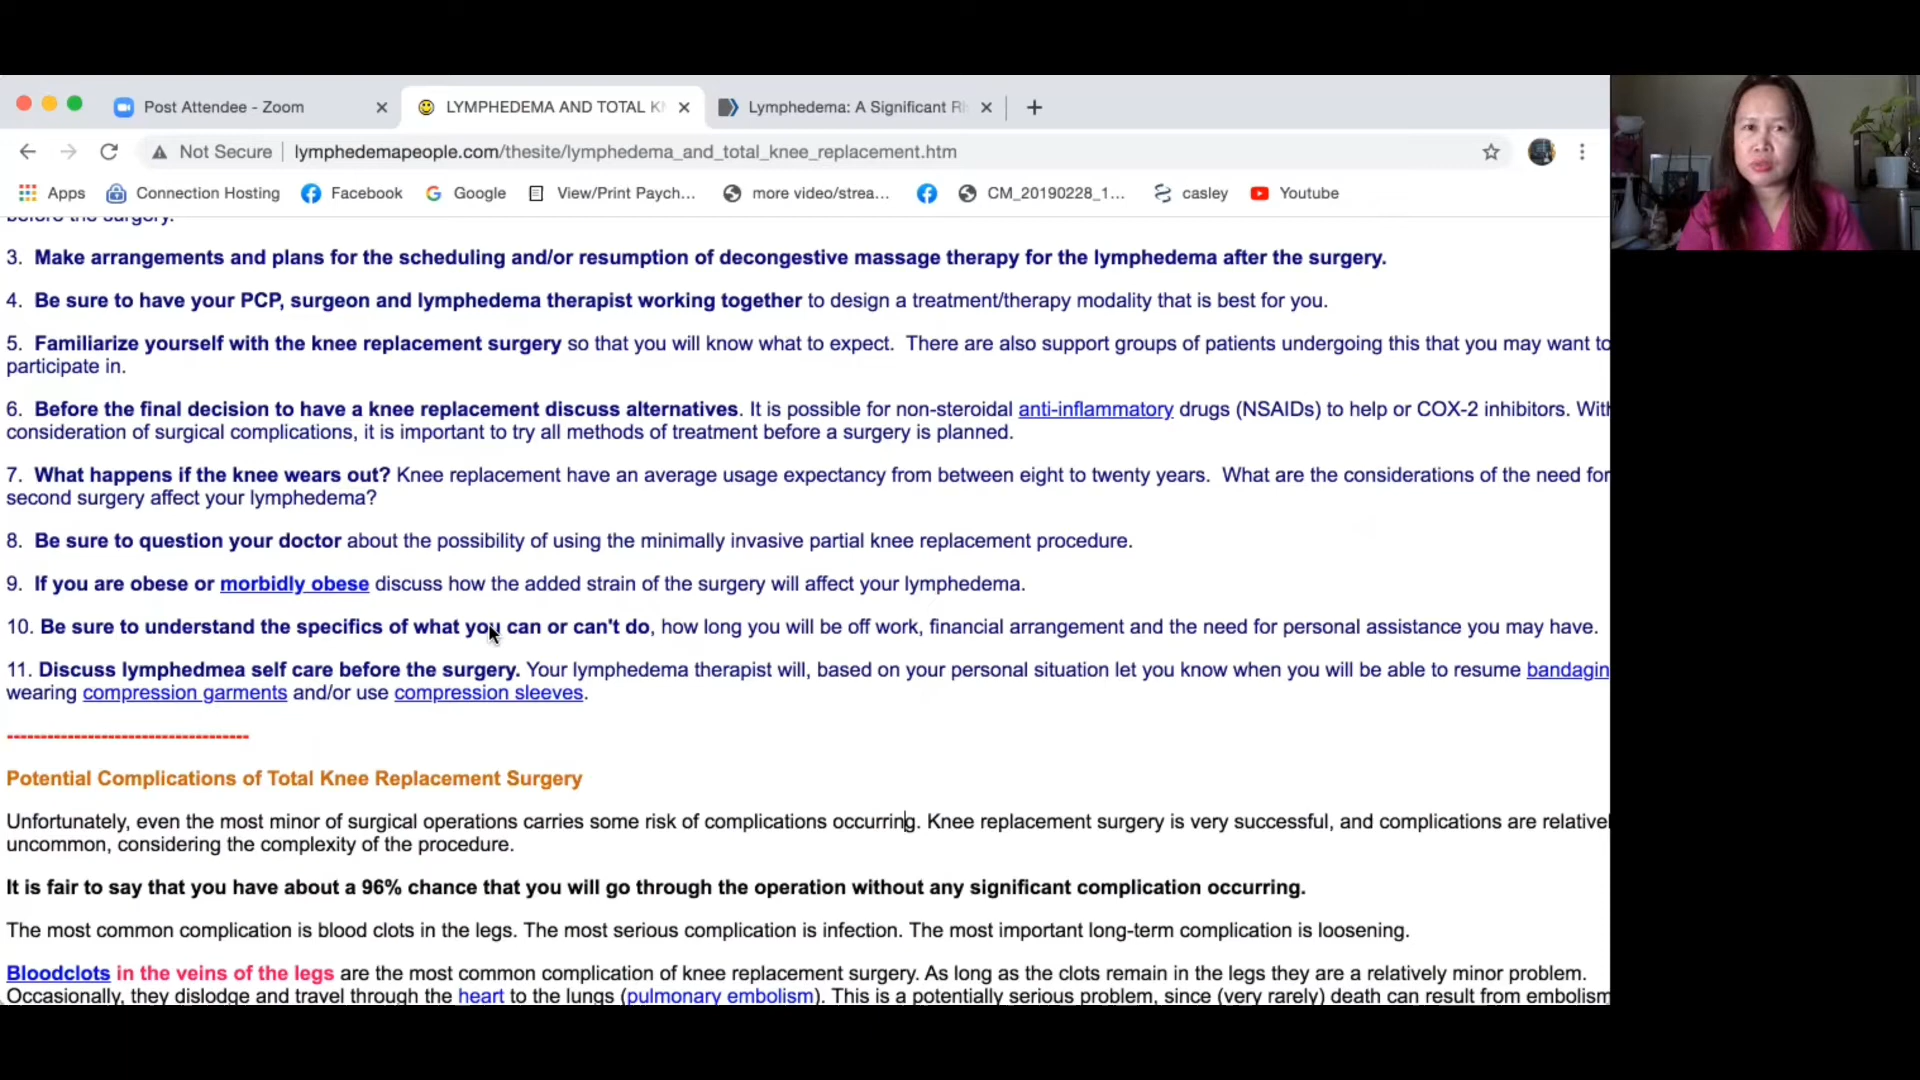 Post Attendee - Zoom
LYMPHEDEMA AND TOTAL K
Lymphedema: A Significant Ri
Not Secure
lymphedemapeople.com/thesite/lymphedema_and_total_knee_replacement.htm
Apps
Connection Hosting
Facebook
Google
View/Print Paych...
more video/strea...
CM_20190228_1...
casley
Youtube
before the surgery.
3. Make arrangements and plans for the scheduling and/or resumption of decongestive massage therapy for the lymphedema after the surgery.
4. Be sure to have your PCP, surgeon and lymphedema therapist working together to design a treatment/therapy modality that is best for you.
5. Familiarize yourself with the knee replacement surgery so that you will know what to expect. There are also support groups of patients undergoing this that you may want to
participate in.
6. Before the final decision to have a knee replacement discuss alternatives. It is possible for non-steroidal anti-inflammatory drugs (NSAIDs) to help or COX-2 inhibitors. With
consideration of surgical complications, it is important to try all methods of treatment before a surgery is planned.
7. What happens if the knee wears out? Knee replacement have an average usage expectancy from between eight to twenty years. What are the considerations of the need for
second surgery affect your lymphedema?
8. Be sure to question your doctor about the possibility of using the minimally invasive partial knee replacement procedure.
9. If you are obese or morbidly obese discuss how the added strain of the surgery will affect your lymphedema.
10. Be sure to understand the specifics of what you can or can't do, how long you will be off work, financial arrangement and the need for personal assistance you may have.
11. Discuss lymphedmea self care before the surgery. Your lymphedema therapist will, based on your personal situation let you know when you will be able to resume bandagin
wearing compression garments and/or use compression sleeves.
------------------------------------
Potential Complications of Total Knee Replacement Surgery
Unfortunately, even the most minor of surgical operations carries some risk of complications occurring. Knee replacement surgery is very successful, and complications are relativel
uncommon, considering the complexity of the procedure.
It is fair to say that you have about a 96% chance that you will go through the operation without any significant complication occurring.
The most common complication is blood clots in the legs. The most serious complication is infection. The most important long-term complication is loosening.
Bloodclots in the veins of the legs are the most common complication of knee replacement surgery. As long as the clots remain in the legs they are a relatively minor problem.
Occasionally, they dislodge and travel through the heart to the lungs (pulmonary embolism). This is a potentially serious problem, since (very rarely) death can result from embolism